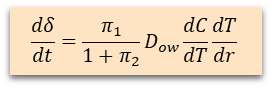 dδ/dt = π₁/(1 + π₂) D_ow dC/dT dT/dr